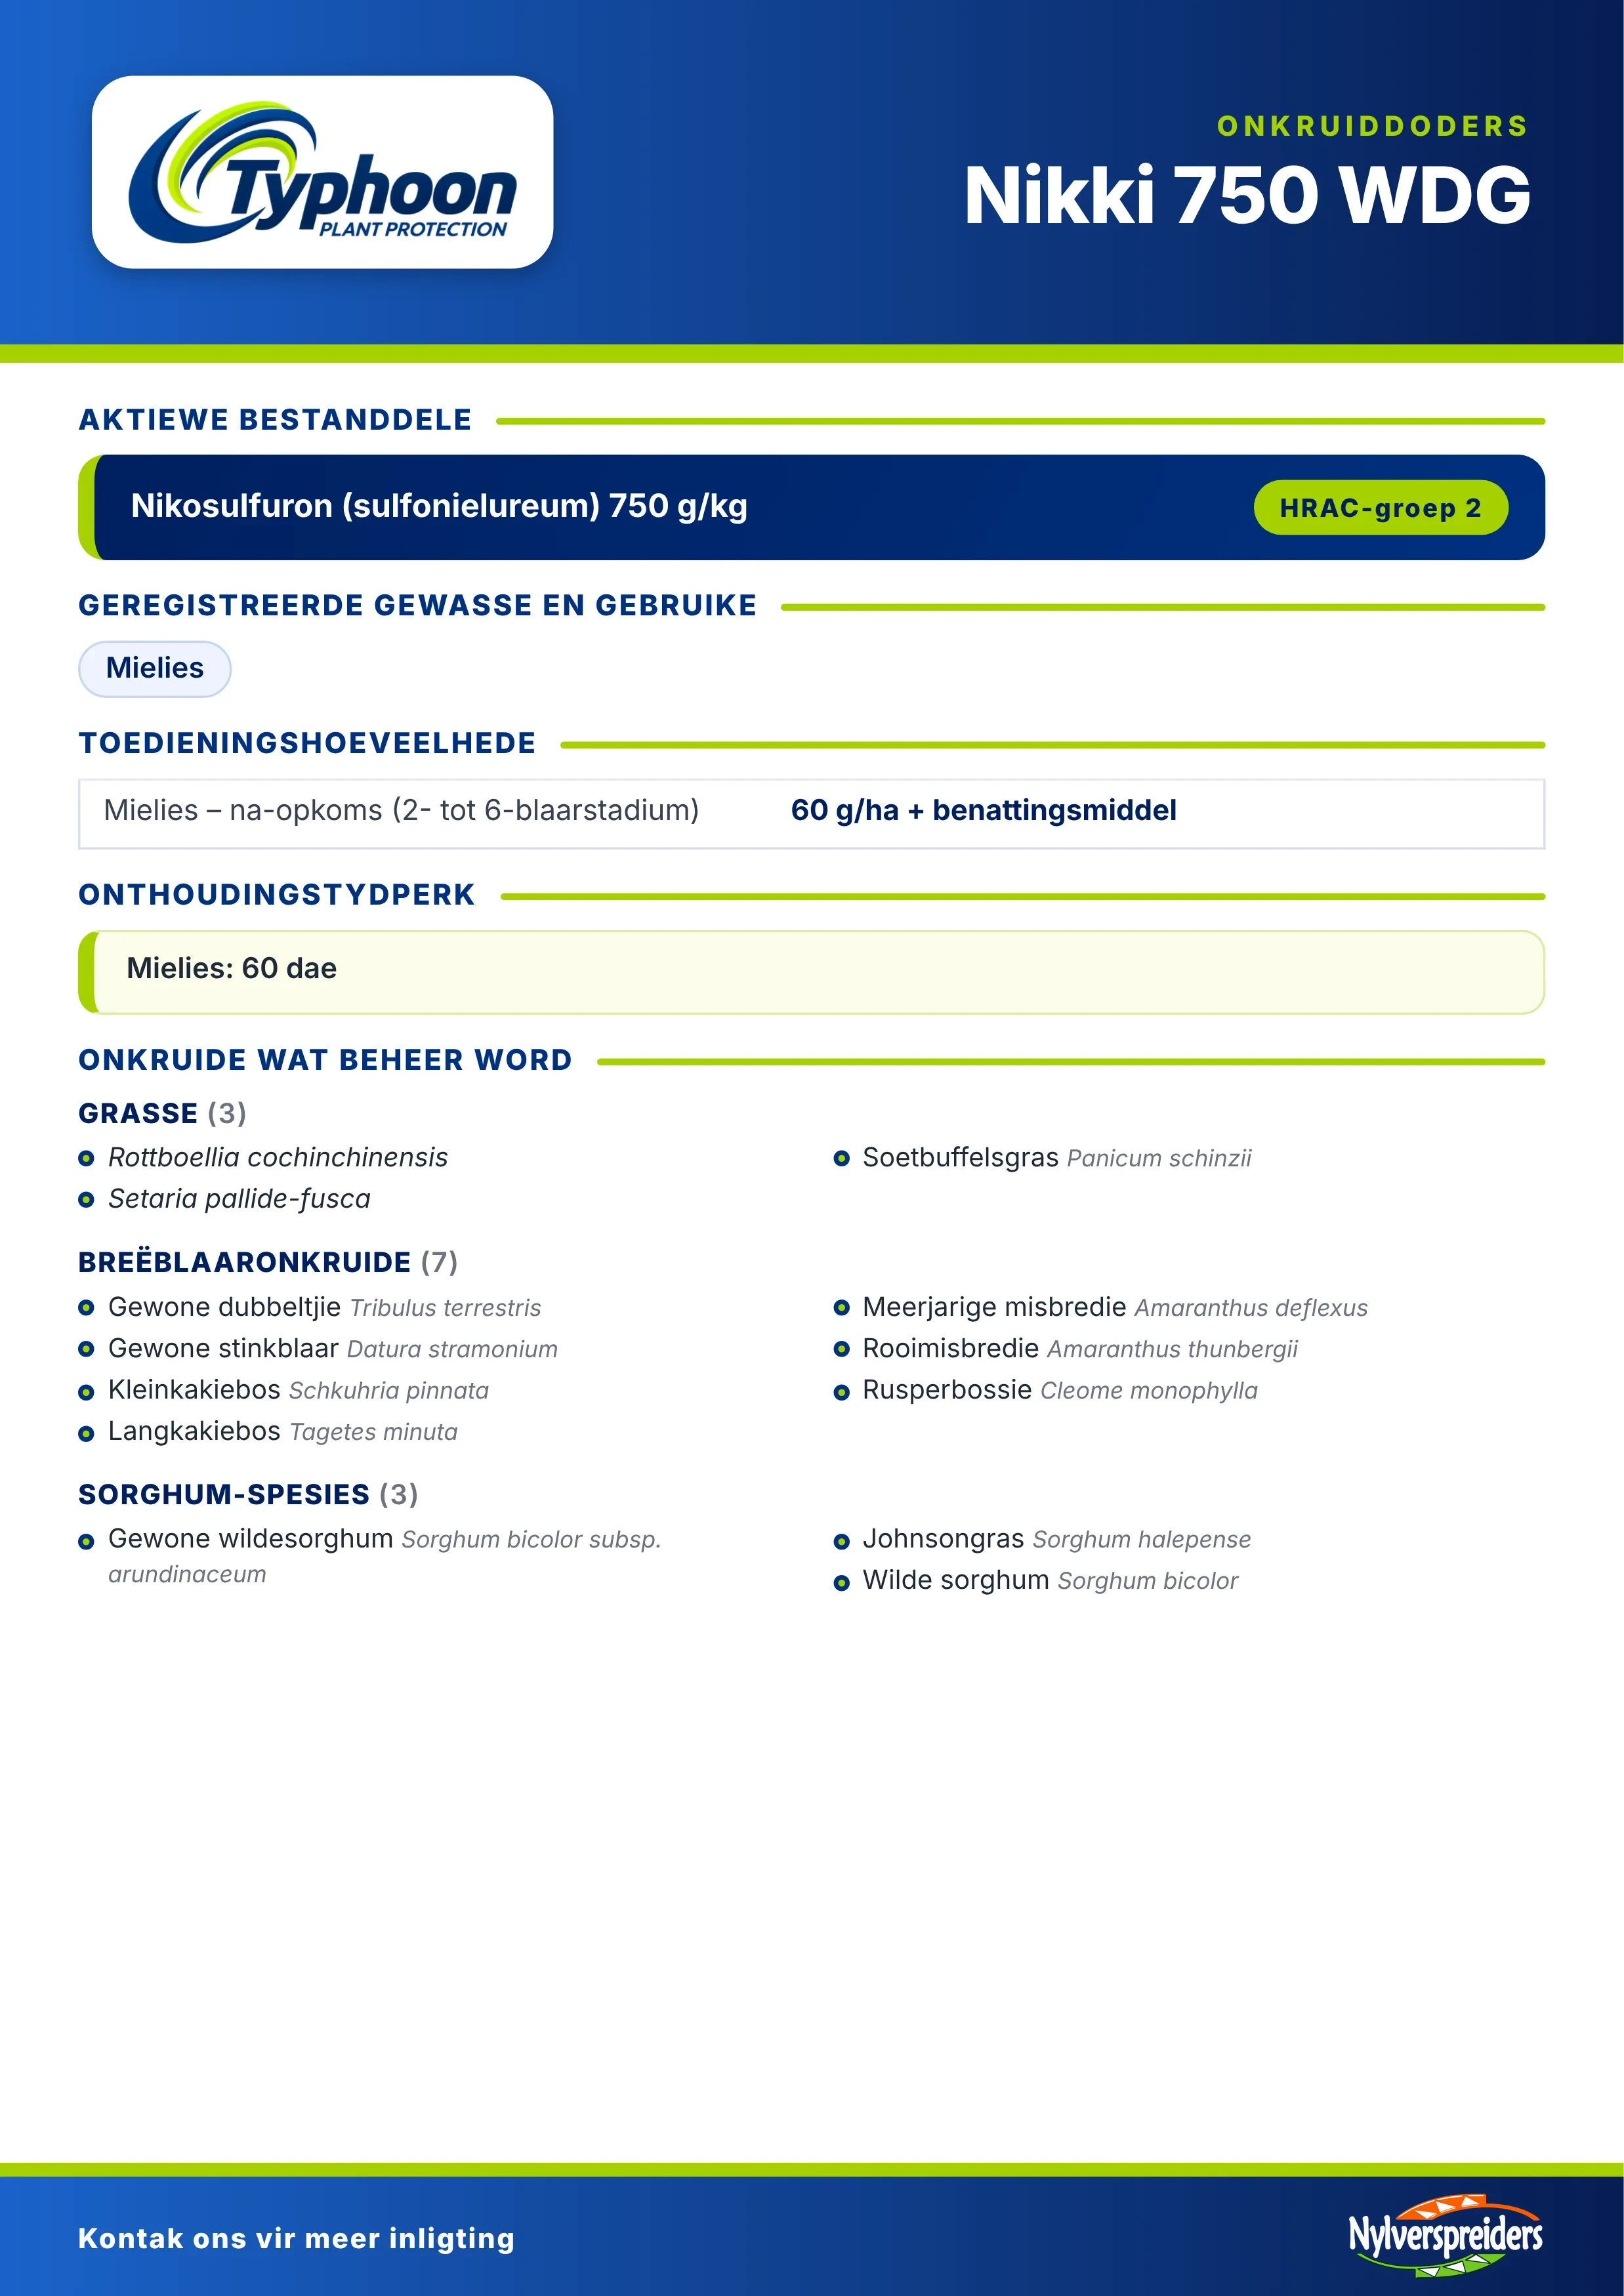 Typhoon
PLANT PROTECTION
ONKRUIDDODERS
Nikki 750 WDG
AKTIEWE BESTANDDELE
Nikosulfuron (sulfonielureum) 750 g/kg
HRAC-groep 2
GEREGISTREERDE GEWASSE EN GEBRUIKE
Mielies
TOEDIENINGSHOEVEELHEDE
Mielies – na-opkoms (2- tot 6-blaarstadium) 60 g/ha + benattingsmiddel
ONTHOUDINGSTYDPERK
Mielies: 60 dae
ONKRUIDE WAT BEHEER WORD
GRASSE (3)
Rottboellia cochinchinensis
Setaria pallide-fusca
Soetbuffelsgras Panicum schinzii
BREËBLAARONKRUIDE (7)
Gewone dubbeltjie Tribulus terrestris
Gewone stinkblaar Datura stramonium
Kleinkakiebos Schkuhria pinnata
Langkakiebos Tagetes minuta
Meerjarige misbredie Amaranthus deflexus
Rooimisbredie Amaranthus thunbergii
Rusperbossie Cleome monophylla
SORGHUM-SPESIES (3)
Gewone wildesorghum Sorghum bicolor subsp.
arundinaceum
Johnsongras Sorghum halepense
Wilde sorghum Sorghum bicolor
Kontak ons vir meer inligting
Nylverspreiders